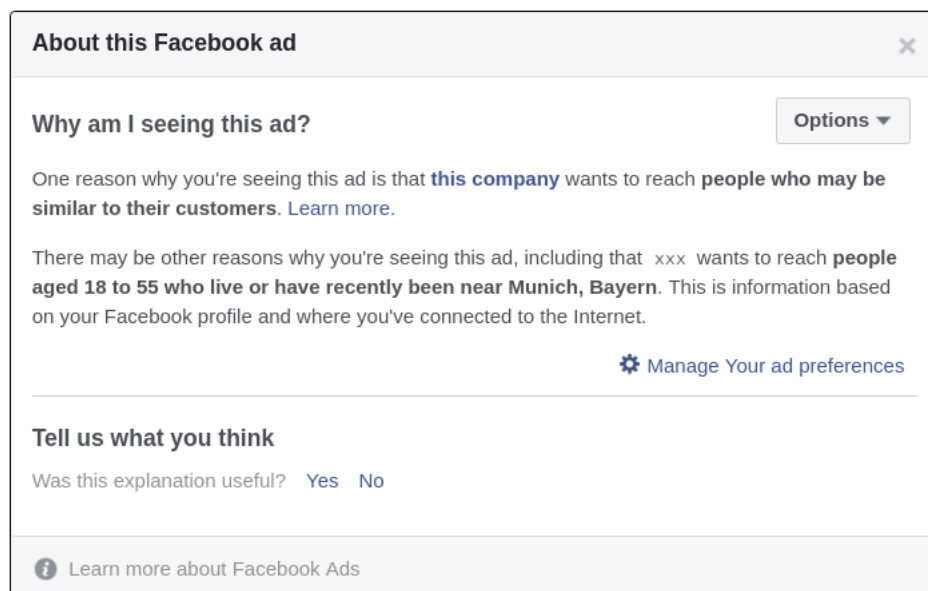 About this Facebook ad
Why am I seeing this ad?
Options
One reason why you're seeing this ad is that this company wants to reach people who may be
similar to their customers. Learn more.
There may be other reasons why you're seeing this ad, including that xxx wants to reach people
aged 18 to 55 who live or have recently been near Munich, Bayern. This is information based
on your Facebook profile and where you've connected to the Internet.
Manage Your ad preferences
Tell us what you think
Was this explanation useful? Yes No
Learn more about Facebook Ads